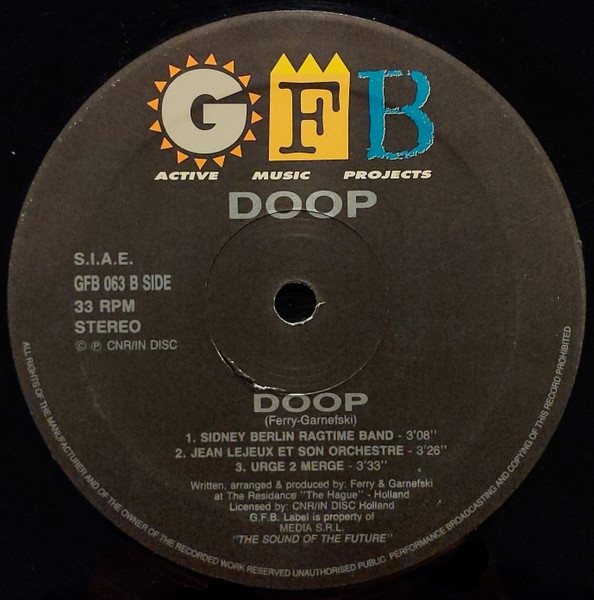 GFB
ACTIVE MUSIC PROJECTS
DOOP
S.I.A.E.
GFB 063 B SIDE
33 RPM
STEREO
© ℗ CNR/IN DISC
DOOP
(Ferry-Garnefski)
1. SIDNEY BERLIN RAGTIME BAND - 3'08''
2. JEAN LEJEUX ET SON ORCHESTRE - 3'26''
3. URGE 2 MERGE - 3'33''
Written, arranged & produced by: Ferry & Garnefski
at The Residance "The Hague" - Holland
Licensed by: CNR/IN DISC Holland
G.F.B. Label is property of
MEDIA S.R.L.
"THE SOUND OF THE FUTURE"
ALL RIGHTS OF THE MANUFACTURER AND OF THE OWNER OF THE RECORDED WORK RESERVED UNAUTHORISED PUBLIC PERFORMANCE BROADCASTING AND COPYING OF THIS RECORD PROHIBITED